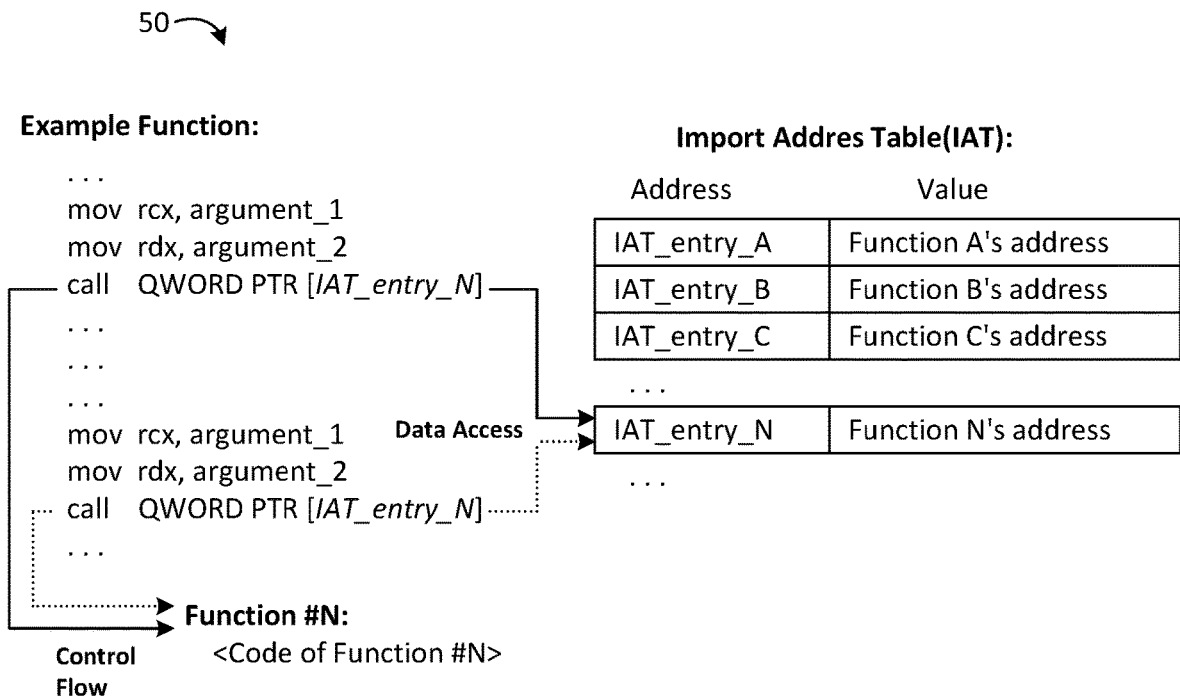 50
Example Function:
. . .
mov rcx, argument_1
mov rdx, argument_2
call QWORD PTR [IAT_entry_N]
. . .
. . .
. . .
mov rcx, argument_1
mov rdx, argument_2
call QWORD PTR [IAT_entry_N]
. . .
Data Access
Function #N:
<Code of Function #N>
Control
Flow
Import Addres Table(IAT):
Address Value
IAT_entry_A Function A's address
IAT_entry_B Function B's address
IAT_entry_C Function C's address
. . .
IAT_entry_N Function N's address
. . .